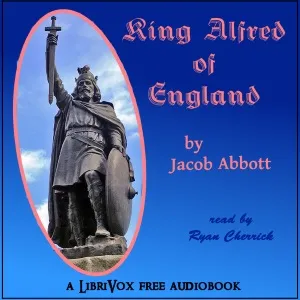 King Alfred
of
England
by
Jacob Abbott
read by
Ryan Cherrick
A LIBRIVOX FREE AUDIOBOOK